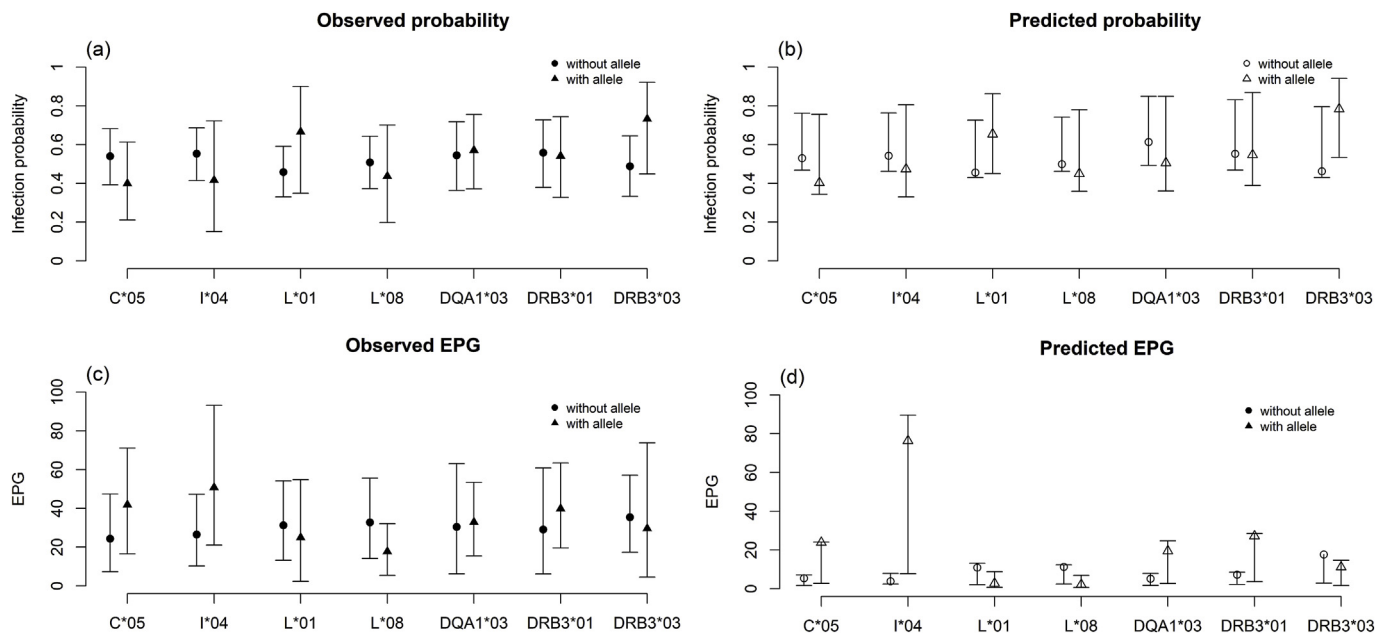 Observed probability
(a)
without allele
with allele
Infection probability
1
0.8
0.6
0.4
0.2
0
C*05 I*04 L*01 L*08 DQA1*03 DRB3*01 DRB3*03
Predicted probability
(b)
without allele
with allele
Infection probability
1
0.8
0.6
0.4
0.2
0
C*05 I*04 L*01 L*08 DQA1*03 DRB3*01 DRB3*03
Observed EPG
(c)
without allele
with allele
EPG
100
80
60
40
20
0
C*05 I*04 L*01 L*08 DQA1*03 DRB3*01 DRB3*03
Predicted EPG
(d)
without allele
with allele
EPG
100
80
60
40
20
0
C*05 I*04 L*01 L*08 DQA1*03 DRB3*01 DRB3*03